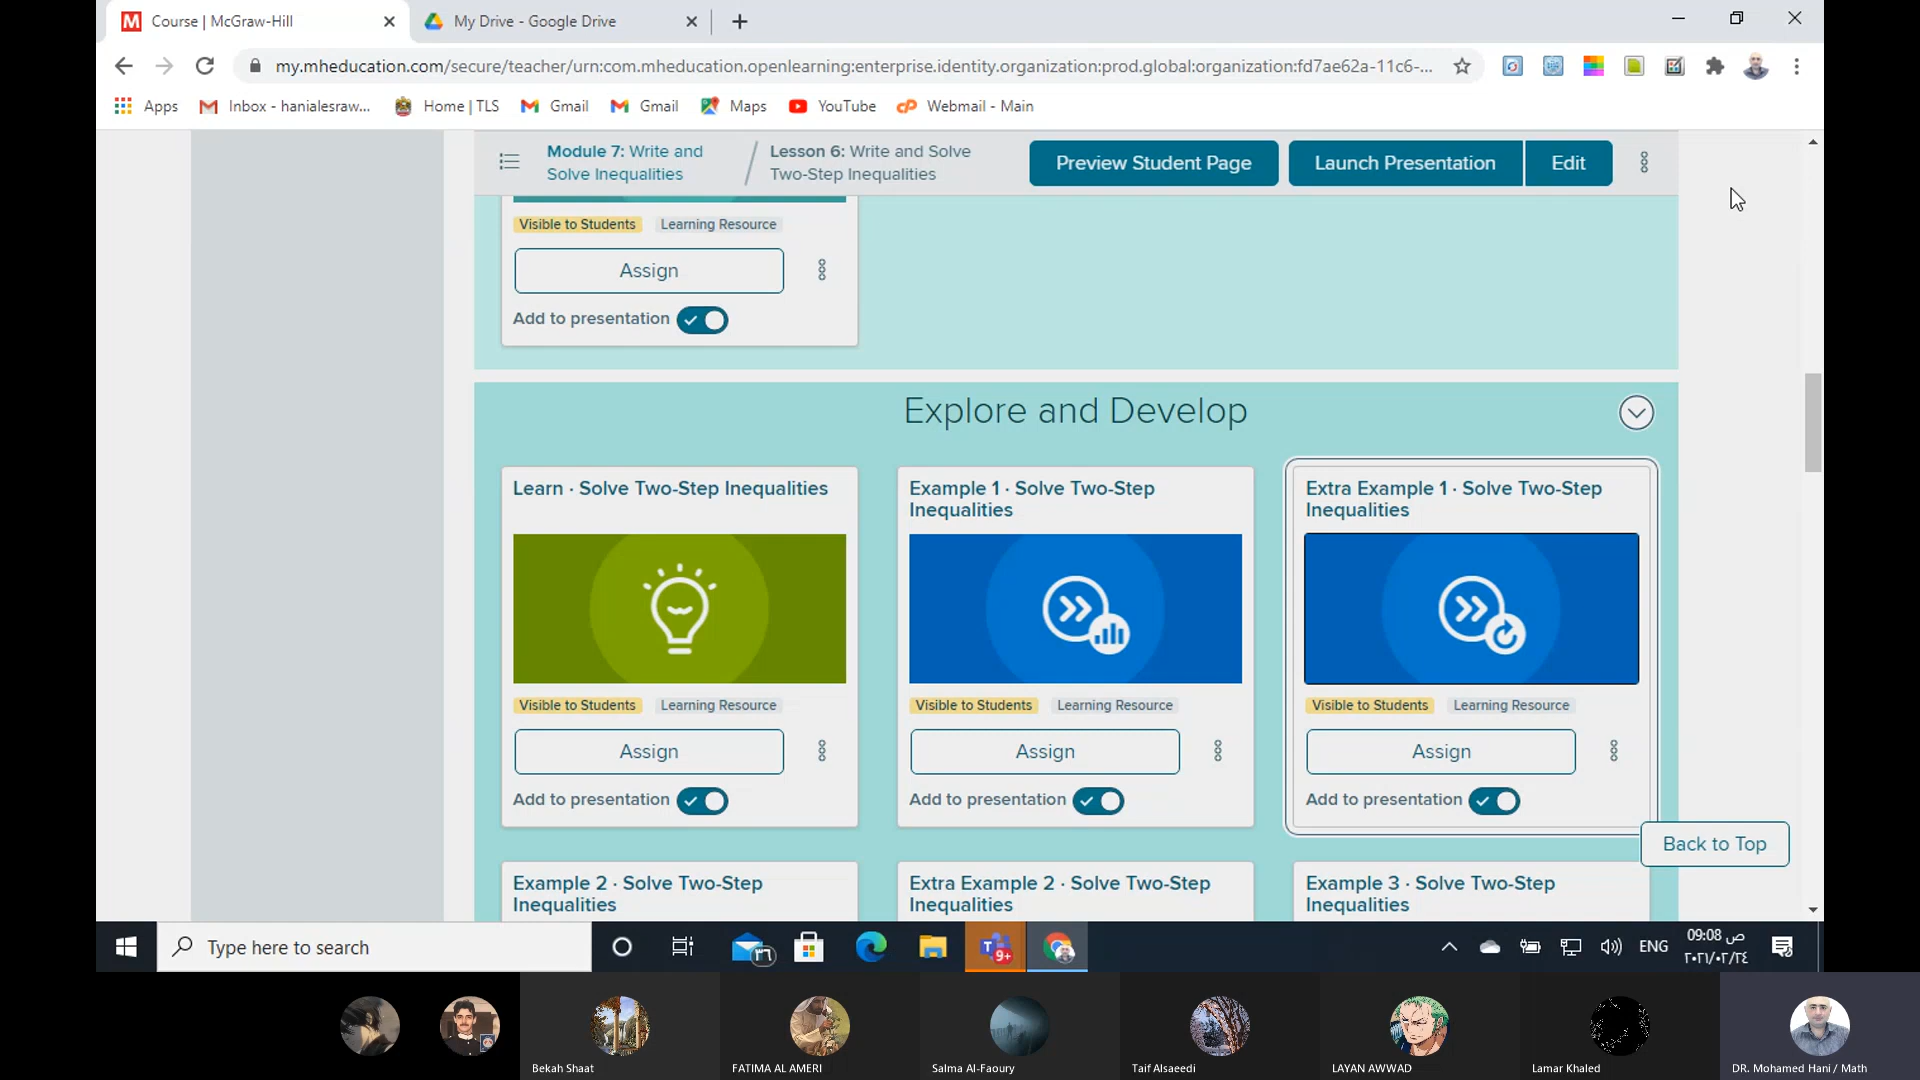 Course | McGraw-Hill
My Drive - Google Drive
my.mheducation.com/secure/teacher/urn:com.mheducation.openlearning:enterprise.identity.organization:prod.global:organization:fd7ae62a-11c6-...
Apps
Inbox - hanialesraw...
Home | TLS
Gmail
Gmail
Maps
YouTube
Webmail - Main
Module 7: Write and
Solve Inequalities
Lesson 6: Write and Solve
Two-Step Inequalities
Preview Student Page
Launch Presentation
Edit
Visible to Students
Learning Resource
Assign
Add to presentation
Explore and Develop
Learn · Solve Two-Step Inequalities
Visible to Students
Learning Resource
Assign
Add to presentation
Example 1 · Solve Two-Step
Inequalities
Visible to Students
Learning Resource
Assign
Add to presentation
Extra Example 1 · Solve Two-Step
Inequalities
Visible to Students
Learning Resource
Assign
Add to presentation
Back to Top
Example 2 · Solve Two-Step
Inequalities
Extra Example 2 · Solve Two-Step
Inequalities
Example 3 · Solve Two-Step
Inequalities
Type here to search
٣٦
9+
ENG
09:08 ص
٢٠٢١/٠٢/٢٤
Bekah Shaat
FATIMA AL AMERI
Salma Al-Faoury
Taif Alsaeedi
LAYAN AWWAD
Lamar Khaled
DR. Mohamed Hani / Math